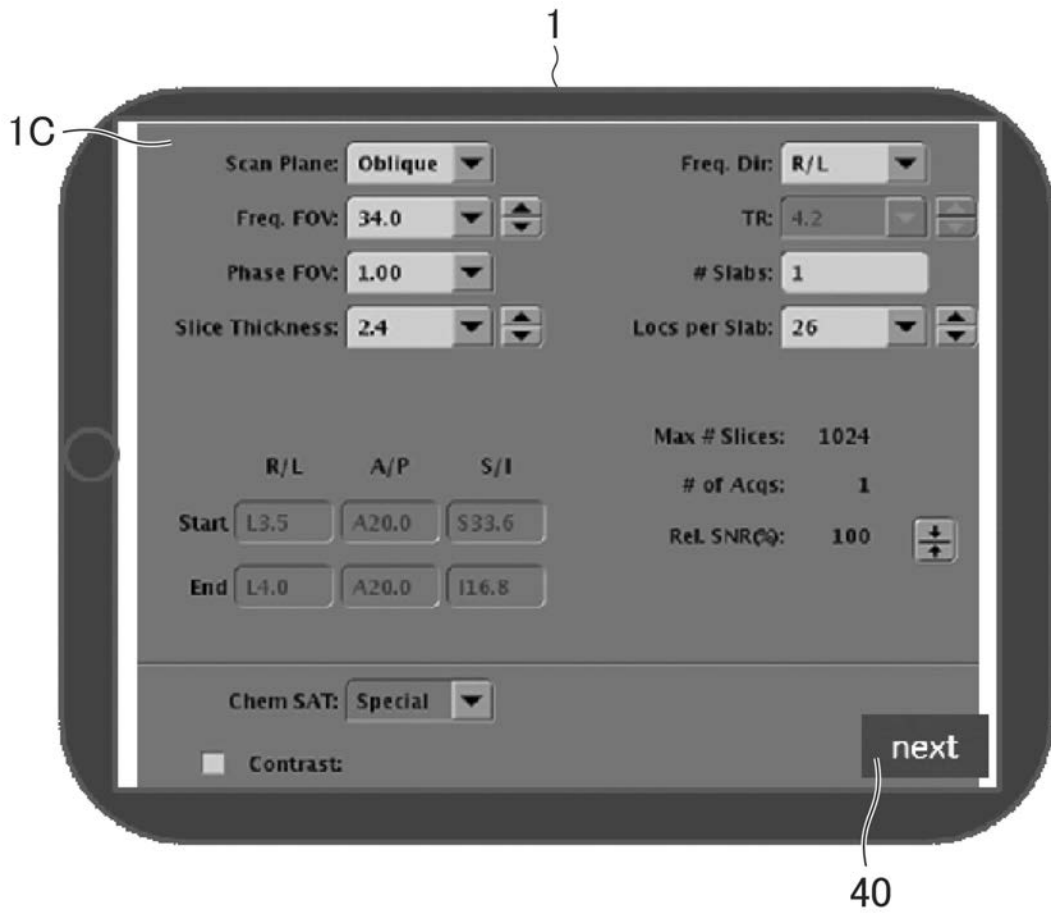 1
1C
Scan Plane: Oblique Freq. Dir: R/L
Freq. FOV: 34.0 TR: 4.2
Phase FOV: 1.00 # Slabs: 1
Slice Thickness: 2.4 Locs per Slab: 26
Max # Slices: 1024
R/L A/P S/I
# of Acqs: 1
Start L3.5 A20.0 S33.6
Rel. SNR(%): 100
End L4.0 A20.0 I16.8
Chem SAT: Special
next
Contrast:
40